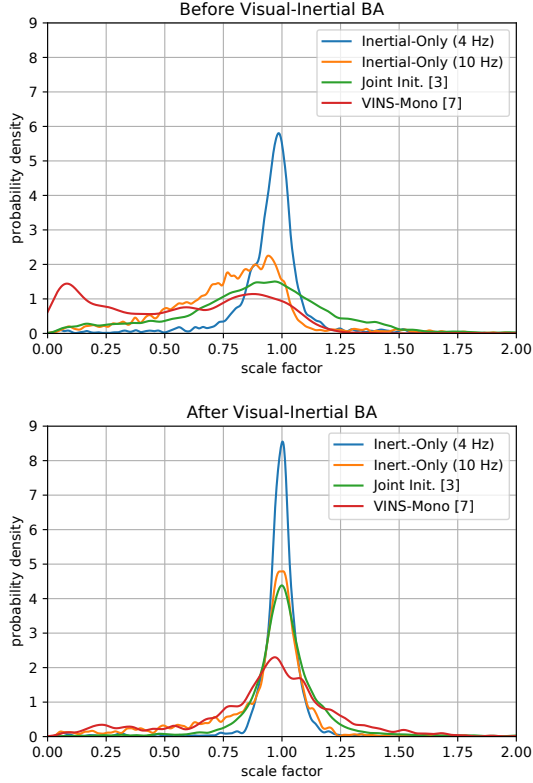 Before Visual-Inertial BA
9
8
7
6
5
4
3
2
1
0
probability density
Inertial-Only (4 Hz)
Inertial-Only (10 Hz)
Joint Init. [3]
VINS-Mono [7]
0.00 0.25 0.50 0.75 1.00 1.25 1.50 1.75 2.00
scale factor
After Visual-Inertial BA
9
8
7
6
5
4
3
2
1
0
probability density
Inert.-Only (4 Hz)
Inert.-Only (10 Hz)
Joint Init. [3]
VINS-Mono [7]
0.00 0.25 0.50 0.75 1.00 1.25 1.50 1.75 2.00
scale factor